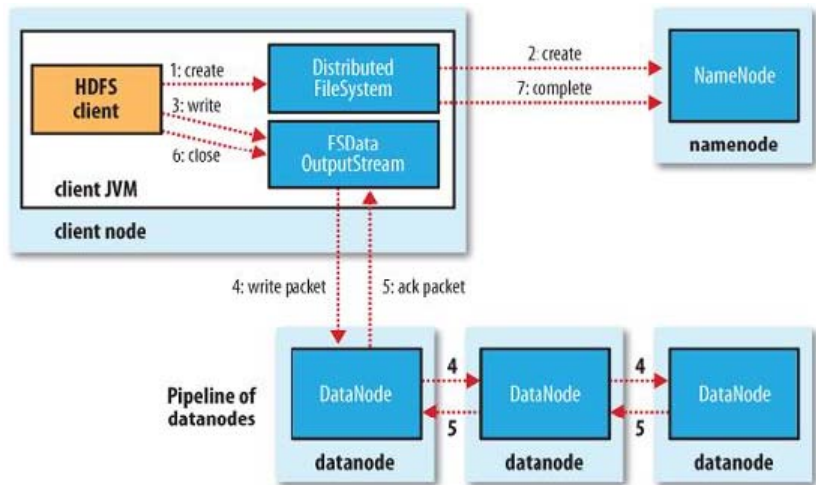 HDFS
client
1: create
3: write
6: close
Distributed
FileSystem
FSData
OutputStream
client JVM
client node
2: create
7: complete
NameNode
namenode
4: write packet
5: ack packet
Pipeline of
datanodes
DataNode
datanode
4
5
DataNode
datanode
4
5
DataNode
datanode